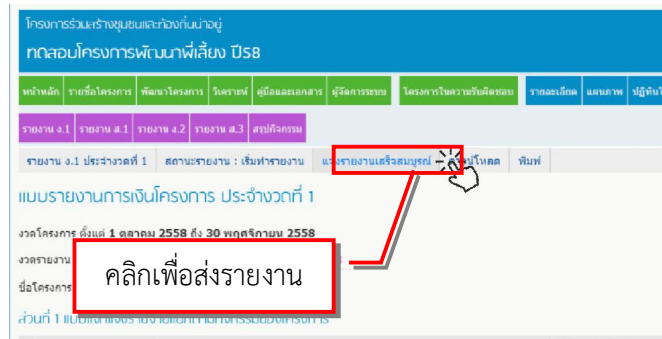 โครงการร่วมสร้างชุมชนและท้องถิ่นน่าอยู่
ทดสอบโครงการพัฒนาพี่เลี้ยง ปี58
หน้าหลัก รายชื่อโครงการ พัฒนาโครงการ วิเคราะห์ คู่มือและเอกสาร ผู้จัดการระบบ โครงการในความรับผิดชอบ รายละเอียด แผนภาพ
รายงาน ง.1 รายงาน ส.1 รายงาน ง.2 รายงาน ส.3 สรุปกิจกรรม
รายงาน ง.1 ประจำงวดที่ 1 สถานะรายงาน : เริ่มทำรายงาน แจ้งรายงานเสร็จสมบูรณ์ ดาวน์โหลด พิมพ์
แบบรายงานการเงินโครงการ ประจำงวดที่ 1
งวดโครงการ ตั้งแต่ 1 ตุลาคม 2558 ถึง 30 พฤศจิกายน 2558
งวดรายงาน
คลิกเพื่อส่งรายงาน
ชื่อโครงการ
ส่วนที่ 1